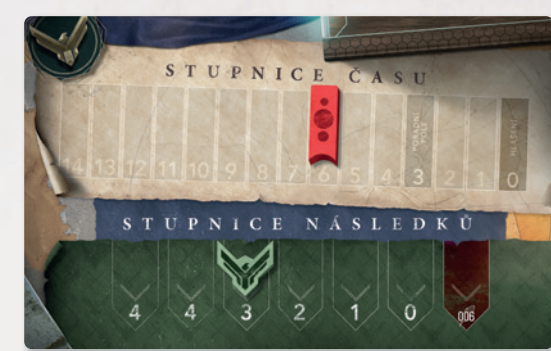 STUPNICE ČASU
PORADNÍ POLE
HLÁŠENÍ
14 13 12 11 10 9 8 7 6 5 4 3 2 1 0
STUPNICE NÁSLEDKŮ
4 4 3 2 1 0 006